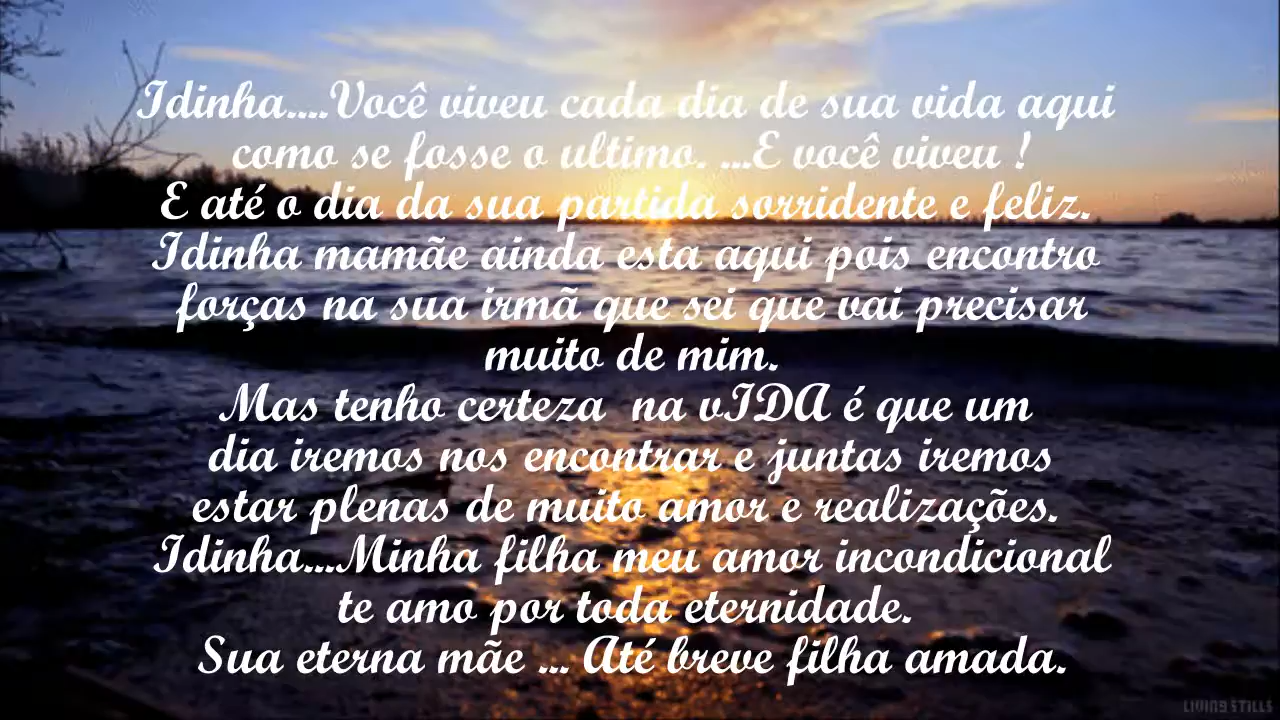 Idinha....Você viveu cada dia de sua vida aqui
como se fosse o ultimo. ...E você viveu !
E até o dia da sua partida sorridente e feliz.
Idinha mamãe ainda esta aqui pois encontro
forças na sua irmã que sei que vai precisar
muito de mim.
Mas tenho certeza  na vIDA é que um
dia iremos nos encontrar e juntas iremos
estar plenas de muito amor e realizações.
Idinha...Minha filha meu amor incondicional
te amo por toda eternidade.
Sua eterna mãe ... Até breve filha amada.
LIVING STILLS